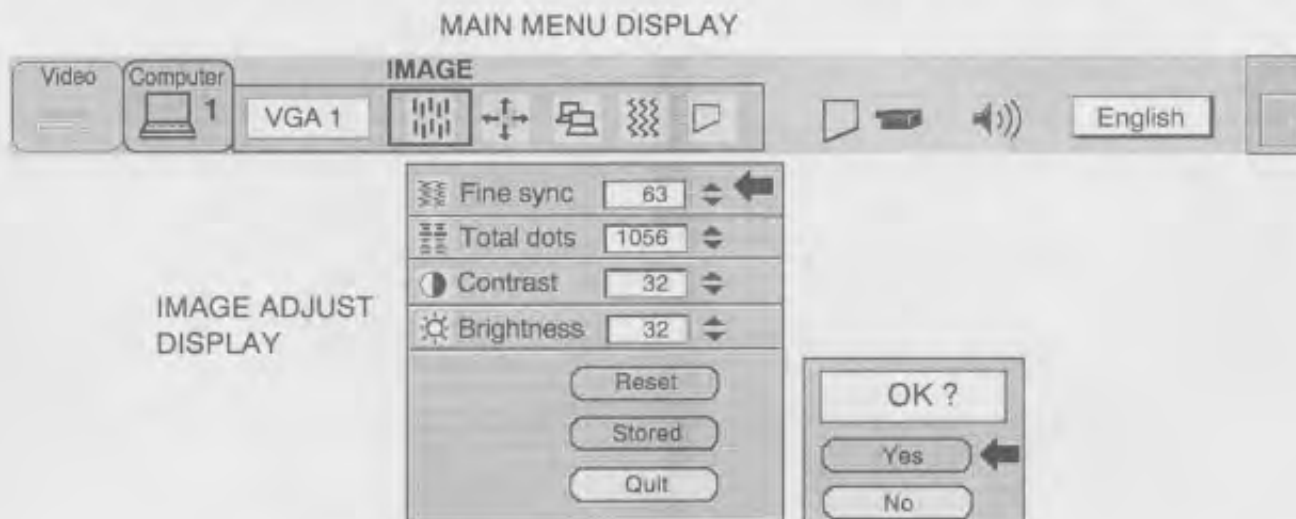 MAIN MENU DISPLAY
Video
Computer
1
VGA 1
IMAGE
English
Fine sync 63
Total dots 1056
Contrast 32
Brightness 32
IMAGE ADJUST
DISPLAY
Reset
Stored
Quit
OK ?
Yes
No